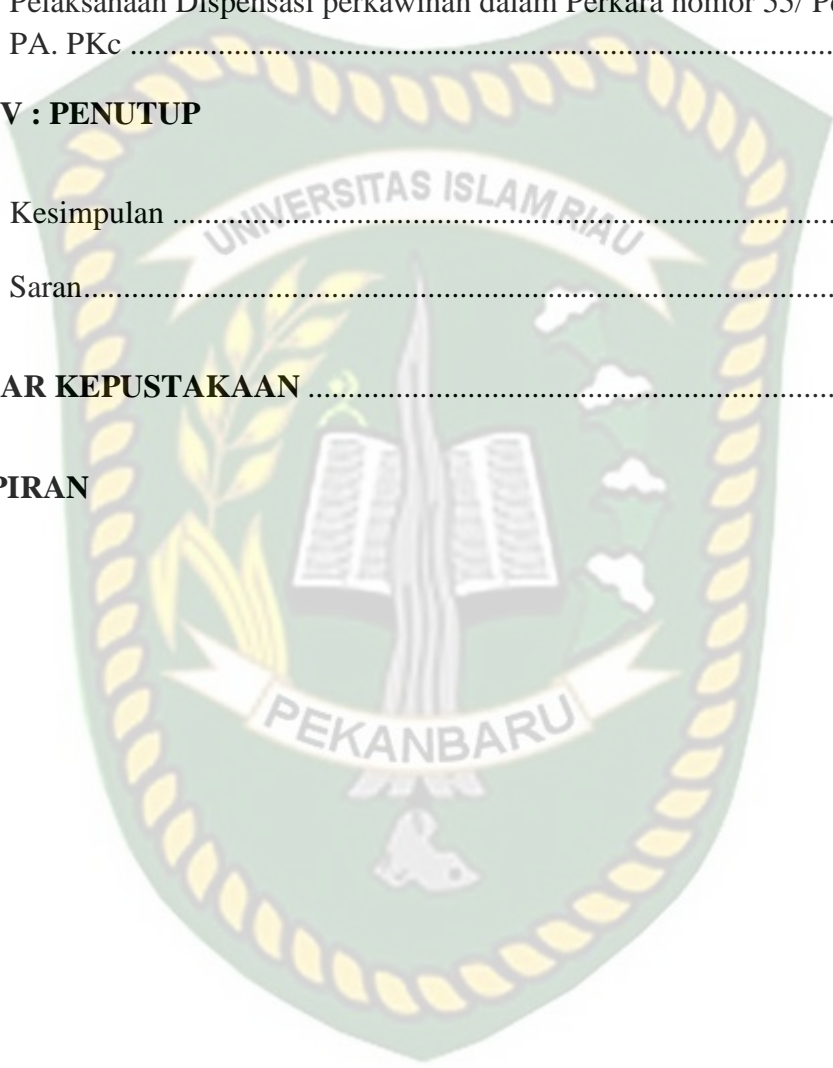 Pelaksanaan Dispensasi perkawinan dalam Perkara nomor 55/
PA. PKc ....................................................................................
V : PENUTUP
Kesimpulan ....................................................................................
Saran....................................................................................
AR KEPUSTAKAAN ................................................................
PIRAN
UNIVERSITAS ISLAM RIAU
PEKANBARU